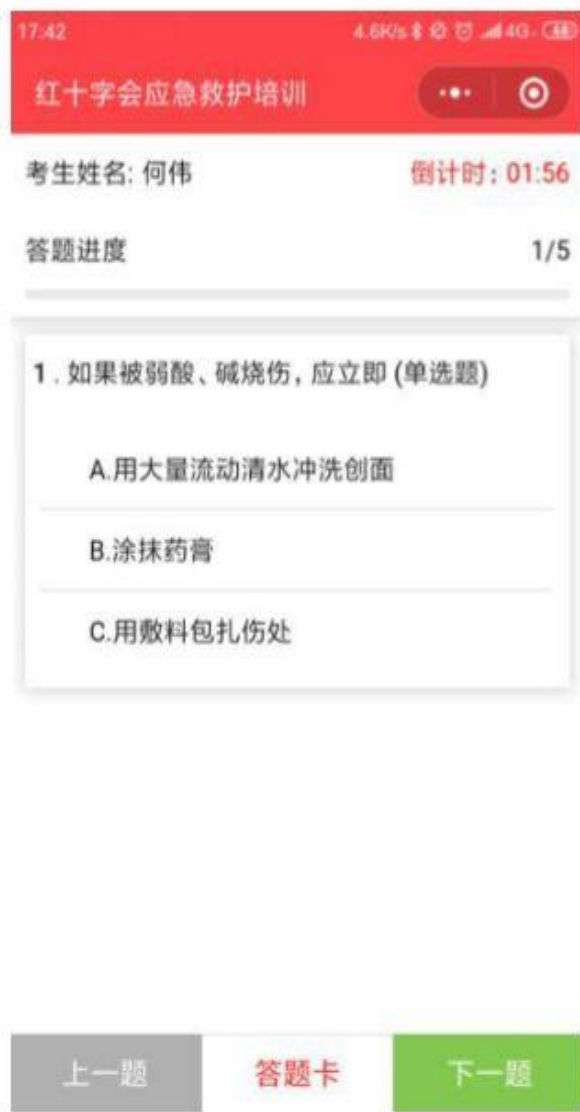 17:42 4.6K/s 4G
红十字会应急救护培训
考生姓名: 何伟 倒计时: 01:56
答题进度 1/5
1 . 如果被弱酸、碱烧伤, 应立即 (单选题)
A.用大量流动清水冲洗创面
B.涂抹药膏
C.用敷料包扎伤处
上一题 答题卡 下一题